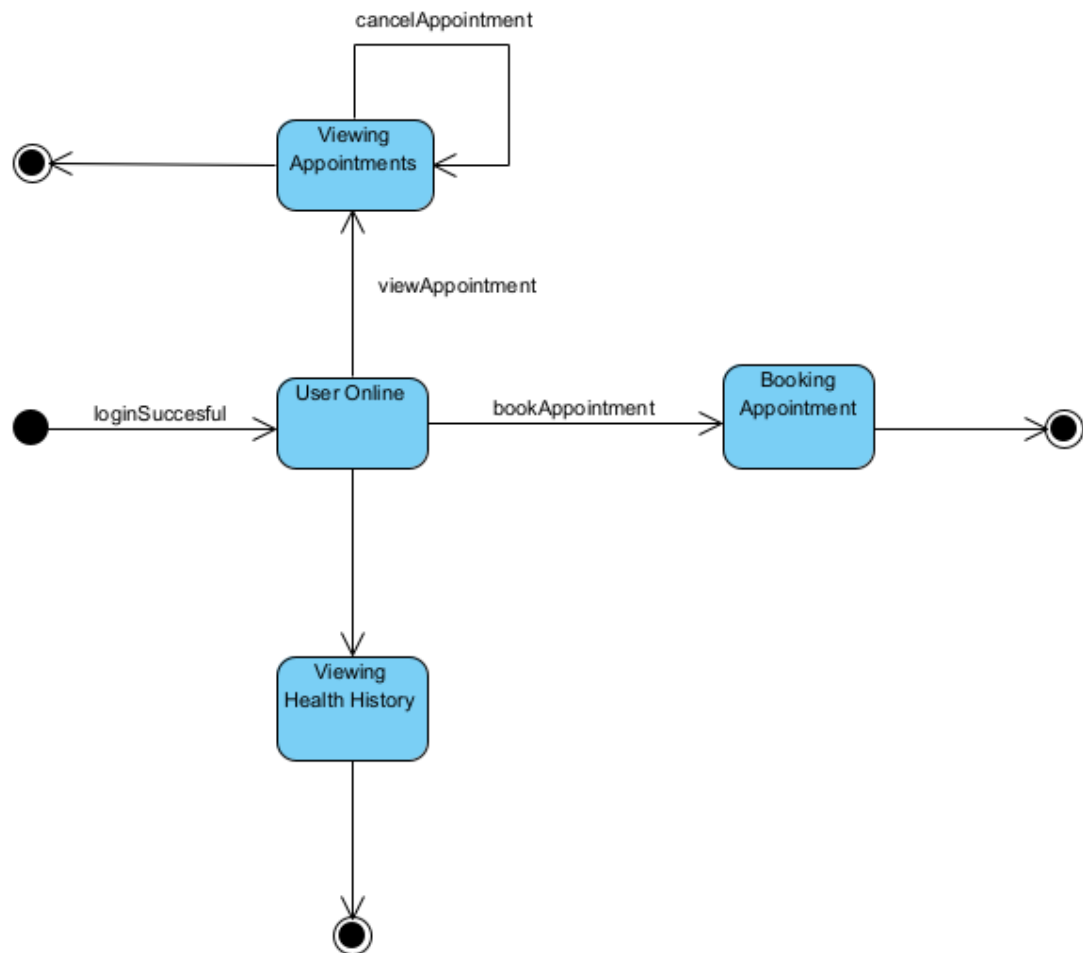 cancelAppointment
Viewing
Appointments
viewAppointment
loginSuccesful
User Online
bookAppointment
Booking
Appointment
Viewing
Health History